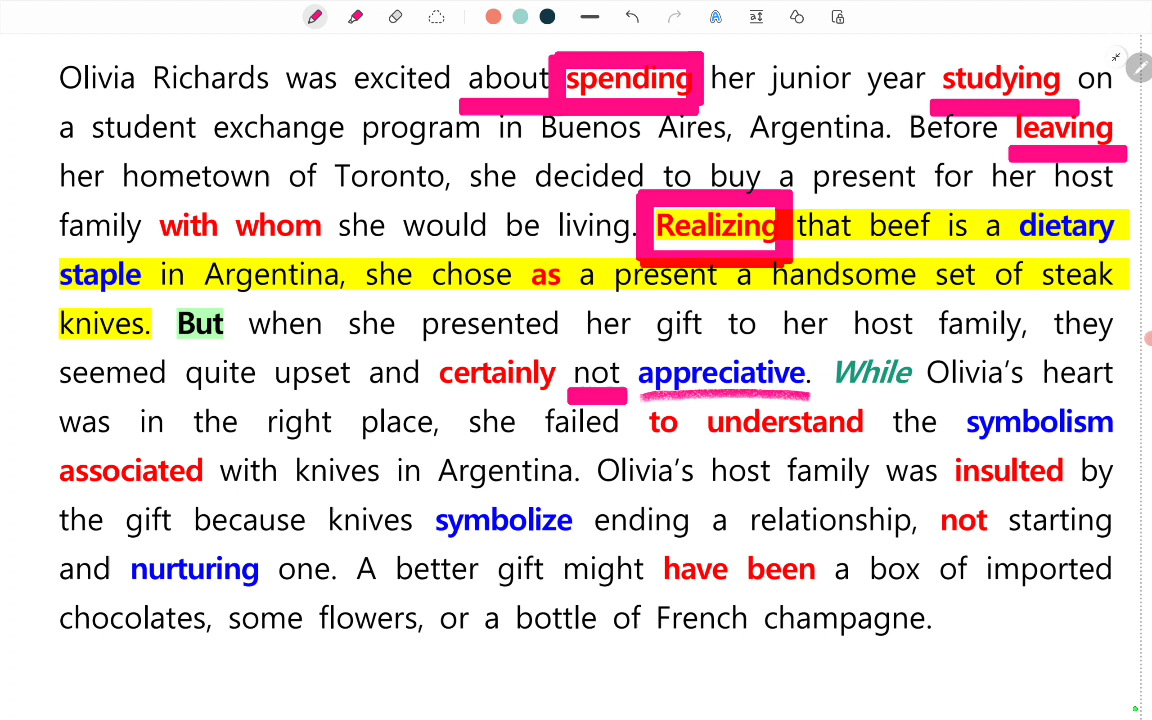 Olivia Richards was excited about spending her junior year studying on
a student exchange program in Buenos Aires, Argentina. Before leaving
her hometown of Toronto, she decided to buy a present for her host
family with whom she would be living. Realizing that beef is a dietary
staple in Argentina, she chose as a present a handsome set of steak
knives. But when she presented her gift to her host family, they
seemed quite upset and certainly not appreciative. While Olivia's heart
was in the right place, she failed to understand the symbolism
associated with knives in Argentina. Olivia's host family was insulted by
the gift because knives symbolize ending a relationship, not starting
and nurturing one. A better gift might have been a box of imported
chocolates, some flowers, or a bottle of French champagne.